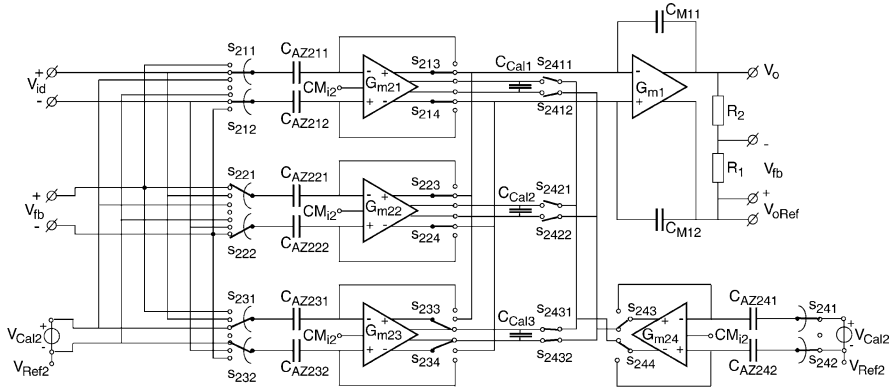 C_M11
s_211 C_AZ211 s_213 C_Cal1 s_2411
+ V_id - - + CM_i2 G_m21 + - - + G_m1 V_o
s_212 C_AZ212 s_214 s_2412 R_2
s_221 C_AZ221 s_223 C_Cal2 s_2421 R_1 - V_fb +
+ V_fb - - + CM_i2 G_m22 + - V_oRef
s_222 C_AZ222 s_224 s_2422 C_M12
s_231 C_AZ231 s_233 C_Cal3 s_2431 s_243 C_AZ241 s_241
V_Cal2 + - - + CM_i2 G_m23 + - G_m24 CM_i2 + - V_Cal2
V_Ref2 s_232 C_AZ232 s_234 s_2432 s_244 C_AZ242 s_242 V_Ref2